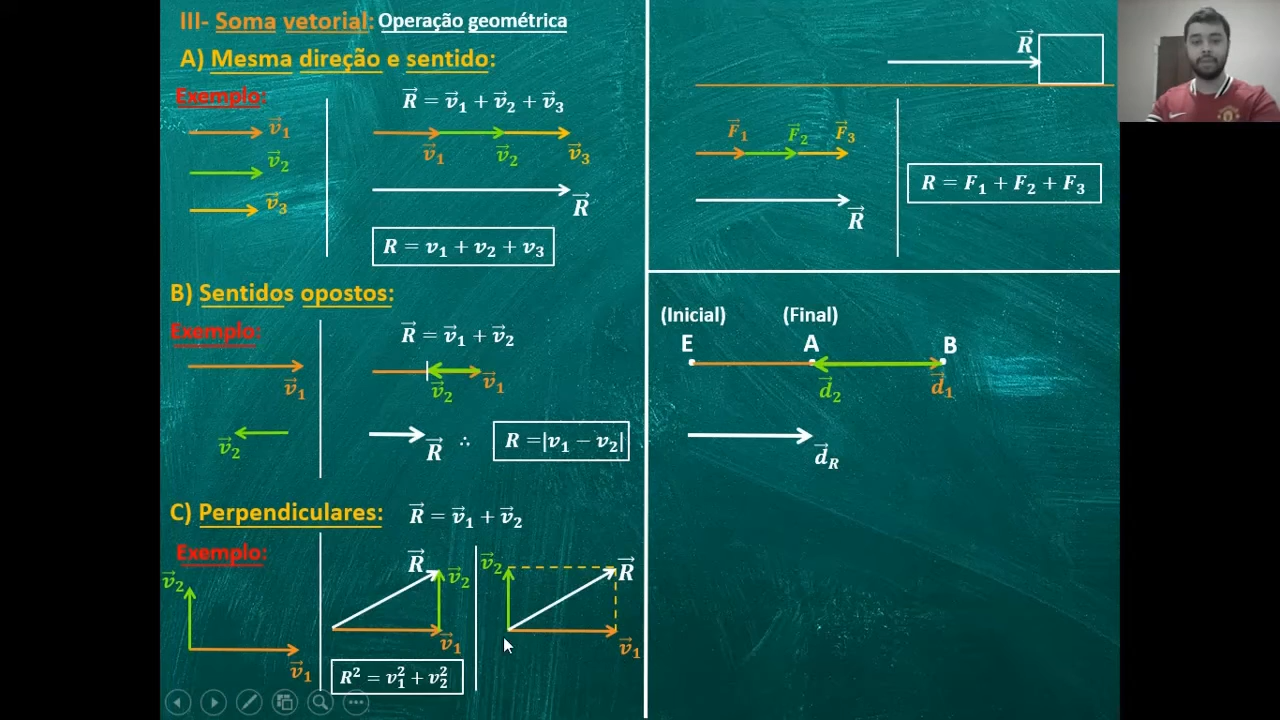 III- Soma vetorial: Operação geométrica
A) Mesma direção e sentido:
Exemplo:
v⃗₁
v⃗₂
v⃗₃
R⃗ = v⃗₁ + v⃗₂ + v⃗₃
v⃗₁ v⃗₂ v⃗₃
R⃗
R = v₁ + v₂ + v₃
B) Sentidos opostos:
Exemplo:
v⃗₁
v⃗₂
R⃗ = v⃗₁ + v⃗₂
v⃗₂ v⃗₁
R⃗ ∴ R =|v₁ − v₂|
C) Perpendiculares: R⃗ = v⃗₁ + v⃗₂
Exemplo:
v⃗₂
v⃗₁
R⃗
v⃗₂
v⃗₁
R² = v₁² + v₂²
v⃗₂
R⃗
v⃗₁
R⃗
F⃗₁ F⃗₂ F⃗₃
R⃗
R = F₁ + F₂ + F₃
(Inicial) (Final)
E A B
d⃗₂ d⃗₁
d⃗R